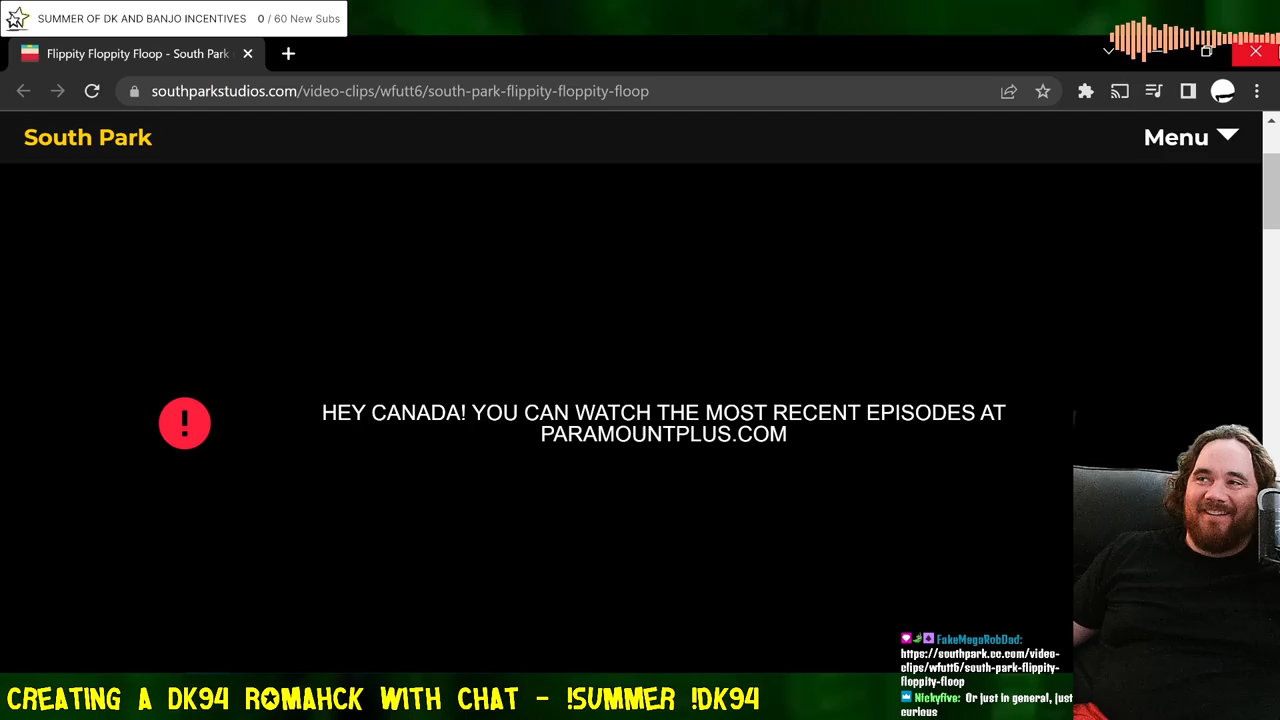 SUMMER OF DK AND BANJO INCENTIVES 0 / 60 New Subs
Flippity Floppity Floop - South Park
southparkstudios.com/video-clips/wfutt6/south-park-flippity-floppity-floop
South Park
Menu
HEY CANADA! YOU CAN WATCH THE MOST RECENT EPISODES AT
PARAMOUNTPLUS.COM
FakeMegaRobDad:
https://southpark.cc.com/video-
clips/wfutt6/south-park-flippity-
floppity-floop
Nickyfive: Or just in general, just
curious
CREATING A DK94 ROMAHCK WITH CHAT - !SUMMER !DK94